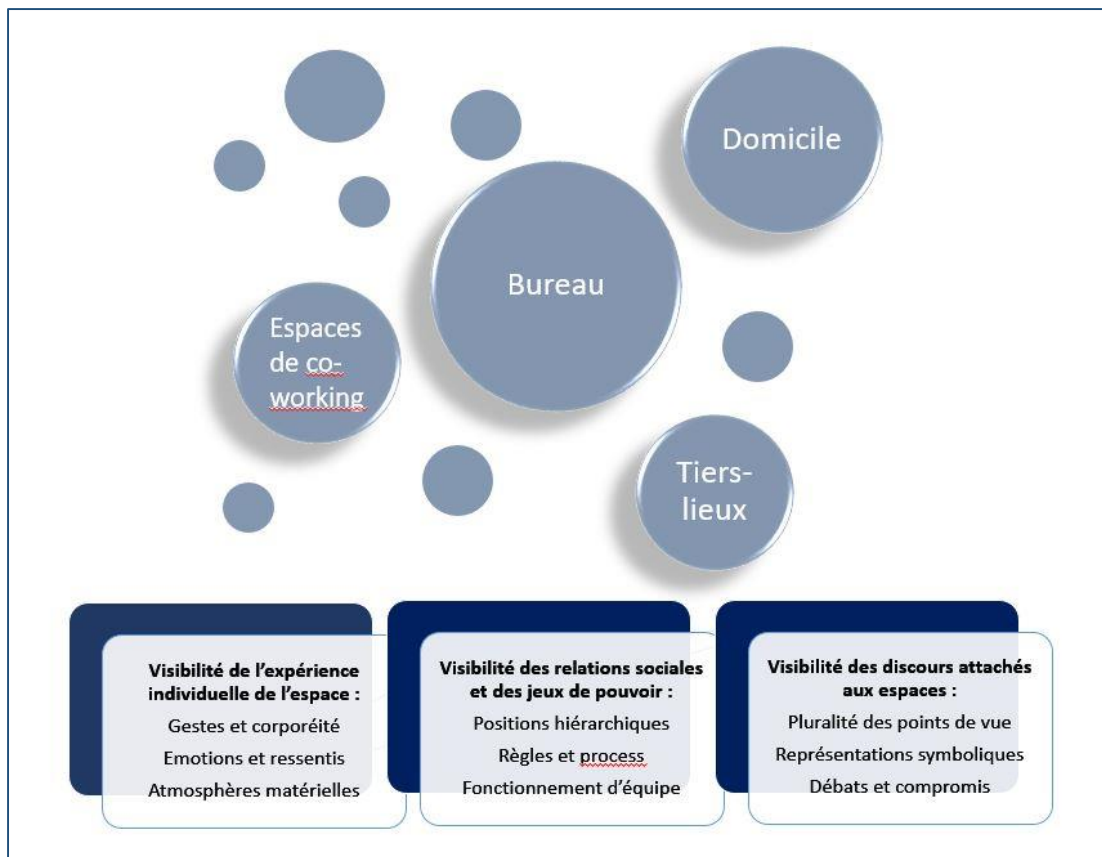 Domicile
Bureau
Espaces
de co-
working
Tiers-
lieux
Visibilité de l’expérience
individuelle de l’espace :
Gestes et corporéité
Emotions et ressentis
Atmosphères matérielles
Visibilité des relations sociales
et des jeux de pouvoir :
Positions hiérarchiques
Règles et process
Fonctionnement d’équipe
Visibilité des discours attachés
aux espaces :
Pluralité des points de vue
Représentations symboliques
Débats et compromis